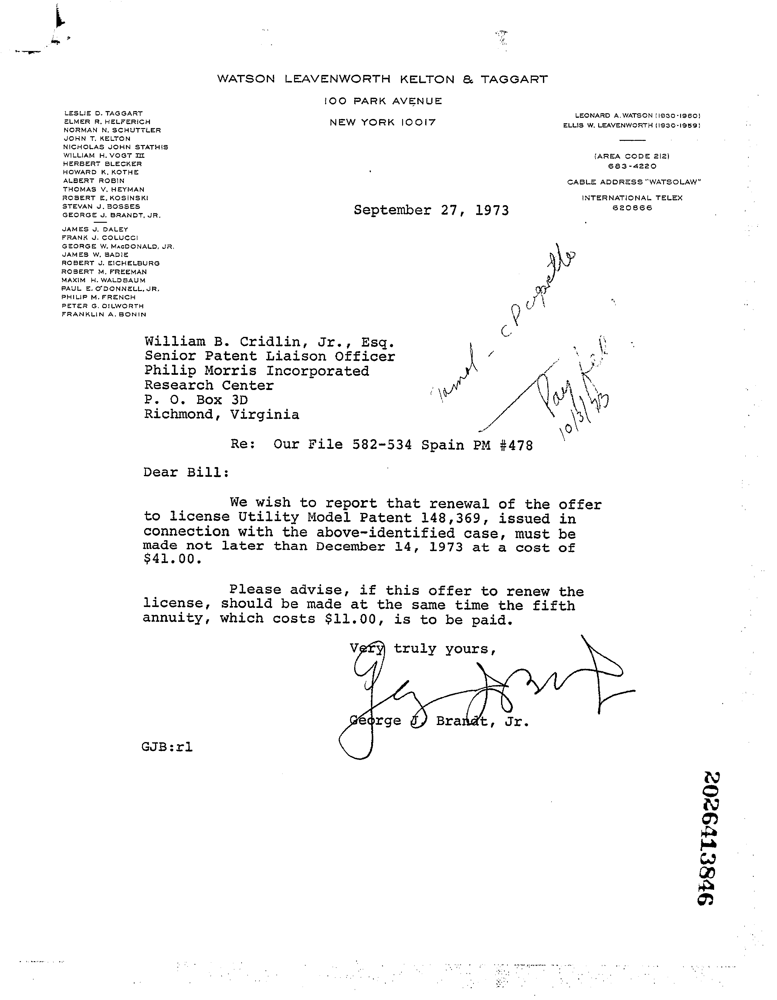 WATSON LEAVENWORTH KELTON & TAGGART
100 PARK AVENUE
NEW YORK 10017
LESLIE D. TAGGART
ELMER R. HELFERICH
NORMAN N. SCHUTTLER
JOHN T. KELTON
NICHOLAS JOHN STATHIS
WILLIAM H. VOGT III
HERBERT BLECKER
HOWARD K. KOTHE
ALBERT ROBIN
THOMAS V. HEYMAN
ROBERT E. KOSINSKI
STEVAN J. BOSSES
GEORGE J. BRANDT, JR.
JAMES J. DALEY
FRANK J. COLUCCI
GEORGE W. MacDONALD, JR.
JAMES W. BADIE
ROBERT J. EICHELBURG
ROBERT M. FREEMAN
MAXIM H. WALDBAUM
PAUL E. O'DONNELL, JR.
PHILIP M. FRENCH
PETER G. DILWORTH
FRANKLIN A. BONIN
LEONARD A. WATSON (1930-1960)
ELLIS W. LEAVENWORTH (1930-1959)
(AREA CODE 212)
683-4220
CABLE ADDRESS "WATSOLAW"
INTERNATIONAL TELEX
620666
September 27, 1973
William B. Cridlin, Jr., Esq.
Senior Patent Liaison Officer
Philip Morris Incorporated
Research Center
P. O. Box 3D
Richmond, Virginia
Pay
10/3/73
Re: Our File 582-534 Spain PM #478
Dear Bill:
We wish to report that renewal of the offer
to license Utility Model Patent 148,369, issued in
connection with the above-identified case, must be
made not later than December 14, 1973 at a cost of
$41.00.
Please advise, if this offer to renew the
license, should be made at the same time the fifth
annuity, which costs $11.00, is to be paid.
Very truly yours,
George J. Brandt, Jr.
GJB:rl
2026413846